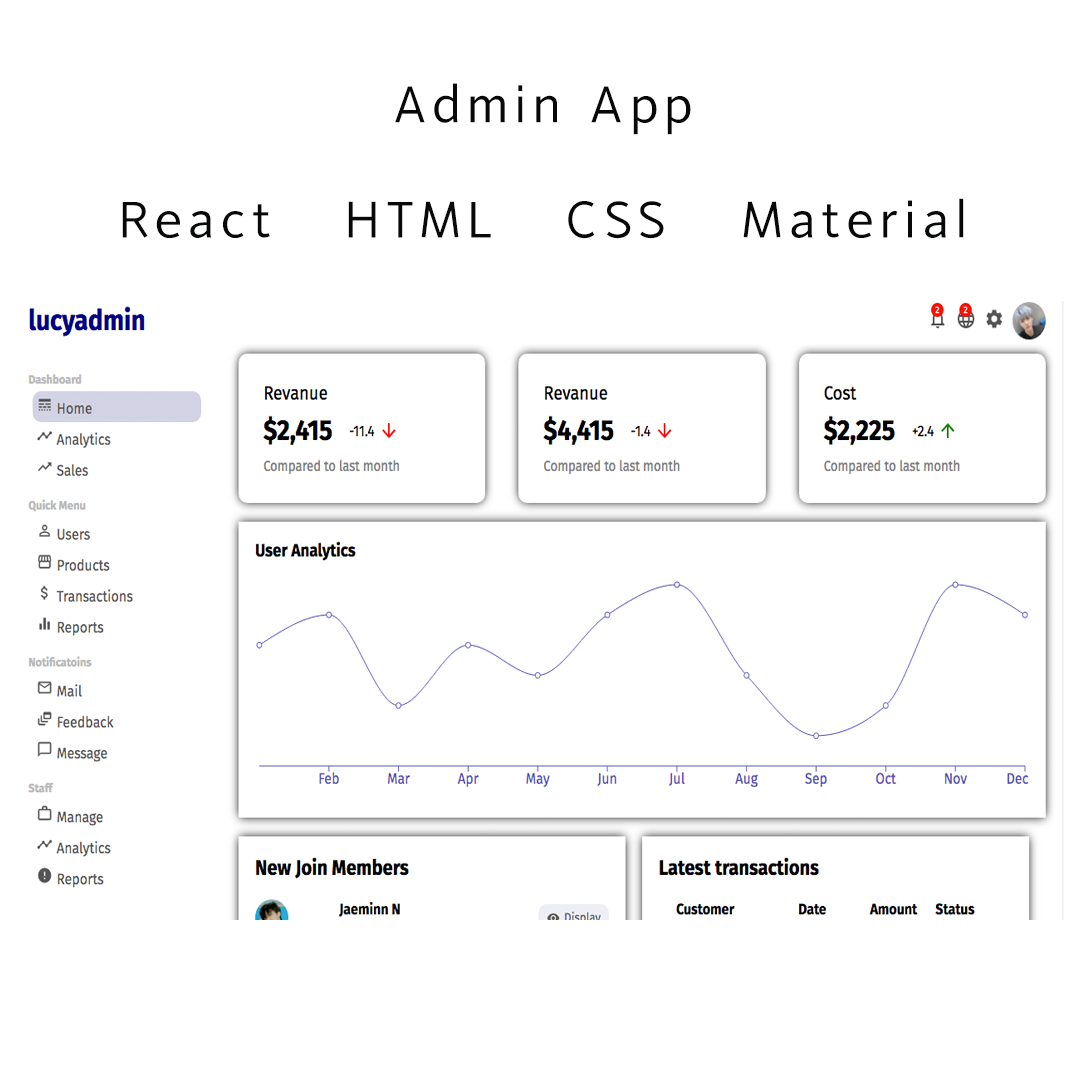 Admin App
React HTML CSS Material
lucyadmin
2 2
Dashboard
Home
Analytics
Sales
Quick Menu
Users
Products
Transactions
Reports
Notificatoins
Mail
Feedback
Message
Staff
Manage
Analytics
Reports
Revanue
$2,415 -11.4
Compared to last month
Revanue
$4,415 -1.4
Compared to last month
Cost
$2,225 +2.4
Compared to last month
User Analytics
Feb Mar Apr May Jun Jul Aug Sep Oct Nov Dec
New Join Members
Jaeminn N
Display
Latest transactions
Customer Date Amount Status